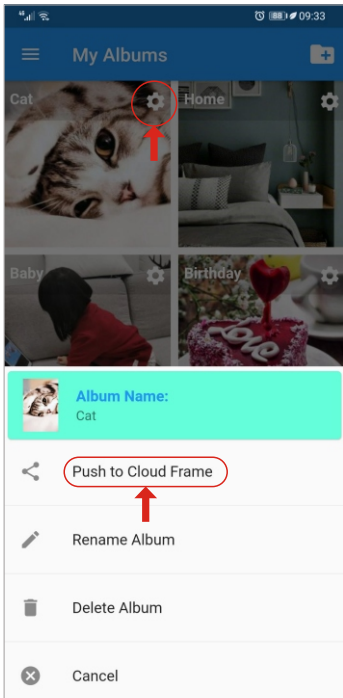 09:33
My Albums
Cat
Home
Baby
Birthday
Love
Album Name:
Cat
Push to Cloud Frame
Rename Album
Delete Album
Cancel